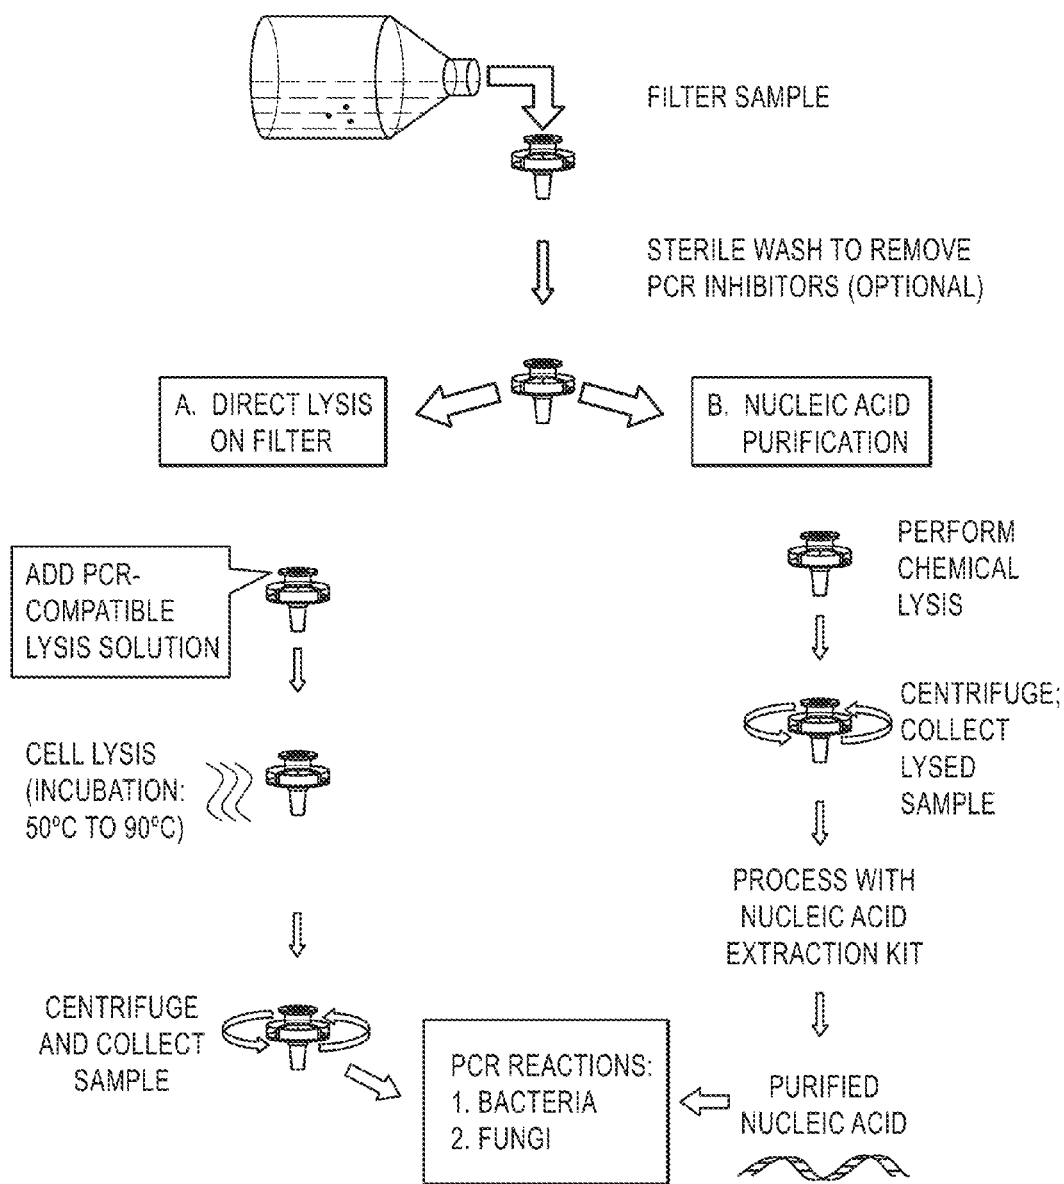 FILTER SAMPLE
STERILE WASH TO REMOVE
PCR INHIBITORS (OPTIONAL)
A. DIRECT LYSIS
ON FILTER
B. NUCLEIC ACID
PURIFICATION
ADD PCR-
COMPATIBLE
LYSIS SOLUTION
CELL LYSIS
(INCUBATION:
50ºC TO 90ºC)
CENTRIFUGE
AND COLLECT
SAMPLE
PERFORM
CHEMICAL
LYSIS
CENTRIFUGE;
COLLECT
LYSED
SAMPLE
PROCESS WITH
NUCLEIC ACID
EXTRACTION KIT
PURIFIED
NUCLEIC ACID
PCR REACTIONS:
1. BACTERIA
2. FUNGI